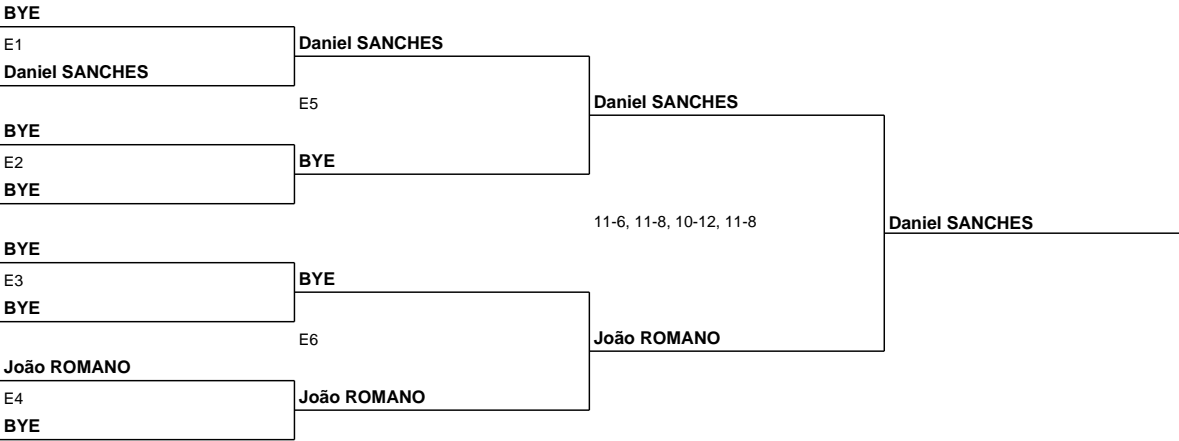 BYE
E1
Daniel SANCHES
Daniel SANCHES
E5
Daniel SANCHES
BYE
E2
BYE
BYE
11-6, 11-8, 10-12, 11-8
Daniel SANCHES
BYE
E3
BYE
BYE
E6
João ROMANO
João ROMANO
E4
João ROMANO
BYE